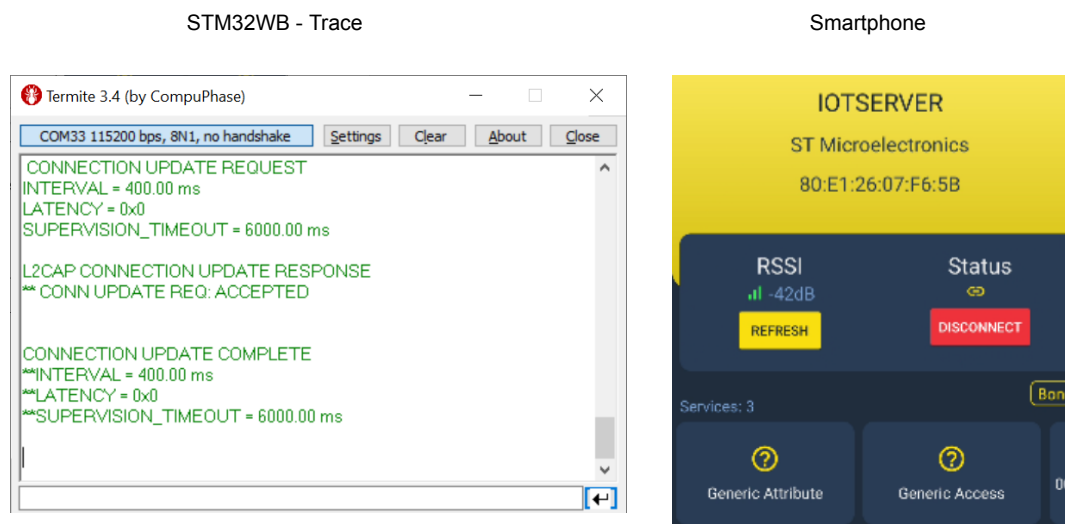 STM32WB - Trace
Smartphone
Termite 3.4 (by CompuPhase)
COM33 115200 bps, 8N1, no handshake
Settings
Clear
About
Close
CONNECTION UPDATE REQUEST
INTERVAL = 400.00 ms
LATENCY = 0x0
SUPERVISION_TIMEOUT = 6000.00 ms
L2CAP CONNECTION UPDATE RESPONSE
** CONN UPDATE REQ: ACCEPTED
CONNECTION UPDATE COMPLETE
**INTERVAL = 400.00 ms
**LATENCY = 0x0
**SUPERVISION_TIMEOUT = 6000.00 ms
IOTSERVER
ST Microelectronics
80:E1:26:07:F6:5B
RSSI
-42dB
REFRESH
Status
DISCONNECT
Services: 3
Generic Attribute
Generic Access